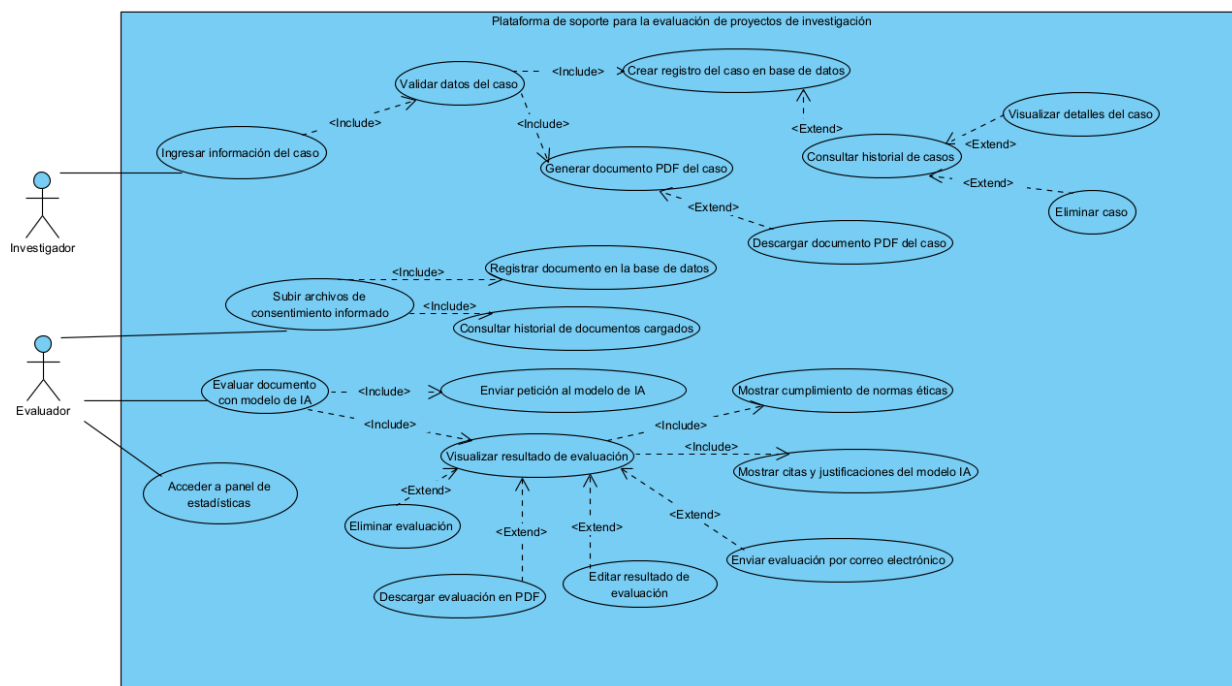 Plataforma de soporte para la evaluación de proyectos de investigación
Validar datos del caso
<Include>
Crear registro del caso en base de datos
<Include>
<Include>
<Extend>
Visualizar detalles del caso
<Extend>
Ingresar información del caso
Consultar historial de casos
Generar documento PDF del caso
<Extend>
<Extend>
Eliminar caso
Descargar documento PDF del caso
Investigador
Registrar documento en la base de datos
<Include>
Subir archivos de
consentimiento informado
<Include>
Consultar historial de documentos cargados
Evaluador
Evaluar documento
con modelo de IA
<Include>
Enviar petición al modelo de IA
Mostrar cumplimiento de normas éticas
<Include>
<Include>
<Include>
Visualizar resultado de evaluación
Mostrar citas y justificaciones del modelo IA
Acceder a panel de
estadísticas
<Extend>
<Extend>
<Extend>
<Extend>
Eliminar evaluación
Enviar evaluación por correo electrónico
Editar resultado de
evaluación
Descargar evaluación en PDF